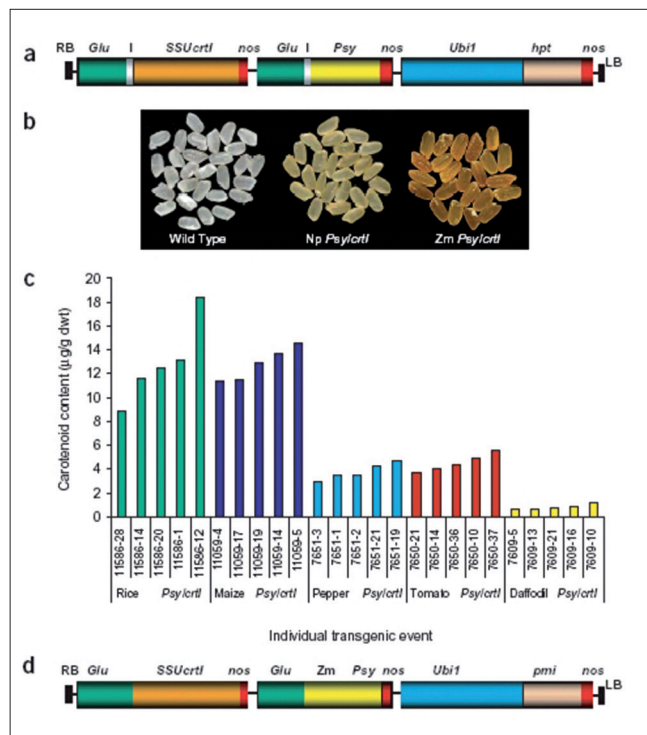 a
RB Glu I SSUcrtI nos Glu I Psy nos Ubi1 hpt nos LB
b
Wild Type Np Psy/crtI Zm Psy/crtI
c
20
18
16
14
12
10
8
6
4
2
0
Carotenoid content (µg/g dwt)
11586-28 11586-14 11586-20 11586-1 11586-12 11059-4 11059-17 11059-19 11059-14 11059-5 7651-3 7651-1 7651-2 7651-21 7651-19 7650-21 7650-14 7650-36 7650-10 7650-37 7609-5 7609-13 7609-21 7609-16 7609-10
Rice Psy/crtI Maize Psy/crtI Pepper Psy/crtI Tomato Psy/crtI Daffodil Psy/crtI
Individual transgenic event
d
RB Glu SSUcrtI nos Glu Zm Psy nos Ubi1 pmi nos LB